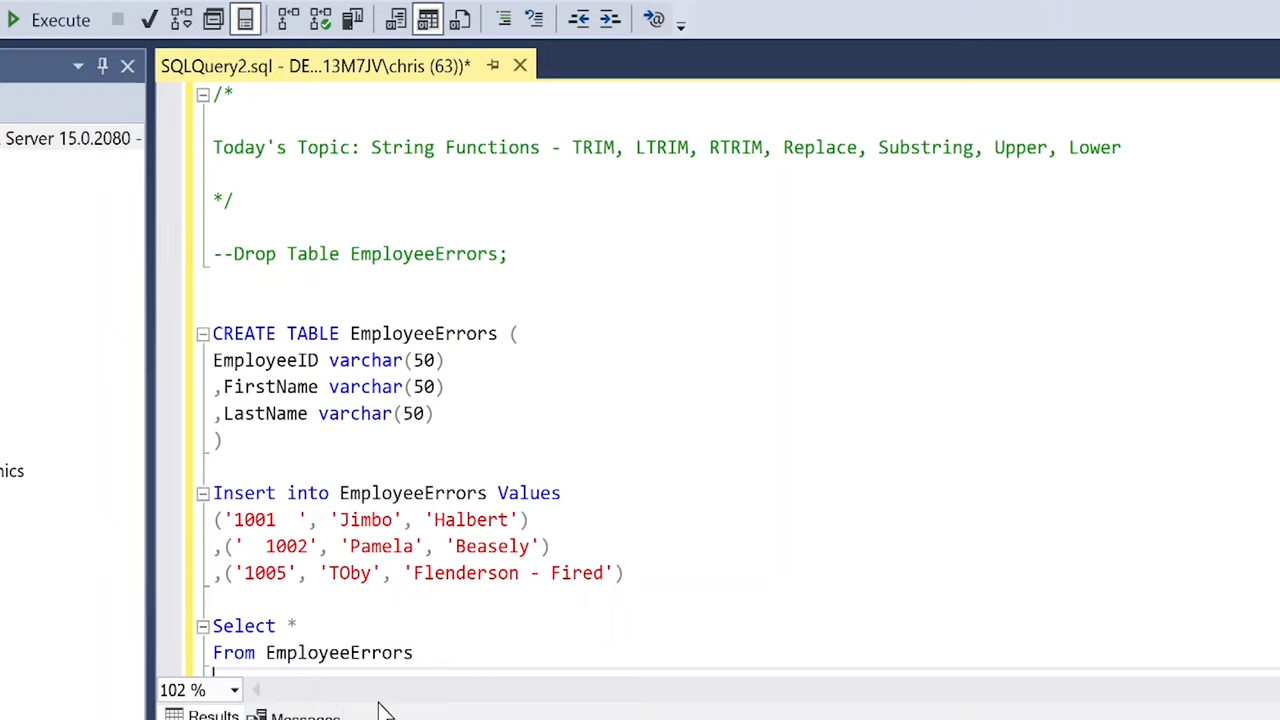 Execute
SQLQuery2.sql - DE...13M7JV\chris (63))*
Server 15.0.2080 -
/*
Today's Topic: String Functions - TRIM, LTRIM, RTRIM, Replace, Substring, Upper, Lower
*/
--Drop Table EmployeeErrors;
CREATE TABLE EmployeeErrors (
EmployeeID varchar(50)
,FirstName varchar(50)
,LastName varchar(50)
)
nics
Insert into EmployeeErrors Values
('1001  ', 'Jimbo', 'Halbert')
,('  1002', 'Pamela', 'Beasely')
,('1005', 'TOby', 'Flenderson - Fired')
Select *
From EmployeeErrors
102 %
Results Messages